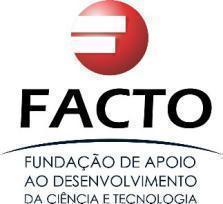 FACTO
FUNDAÇÃO DE APOIO
AO DESENVOLVIMENTO
DA CIÊNCIA E TECNOLOGIA